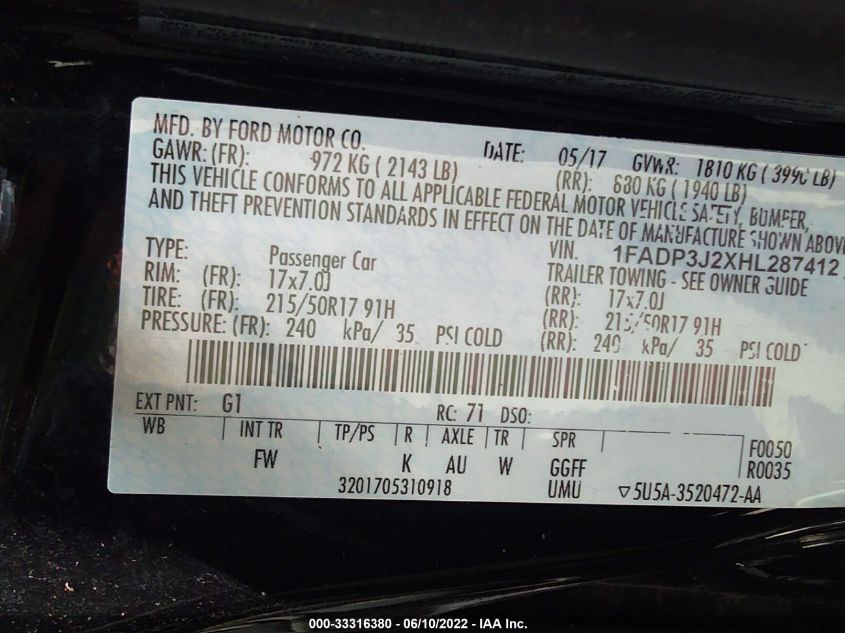 MFD. BY FORD MOTOR CO. DATE: 05/17 GVWR: 1810 KG ( 3990 LB)
GAWR: (FR): 972 KG ( 2143 LB) (RR): 880 KG ( 1940 LB)
THIS VEHICLE CONFORMS TO ALL APPLICABLE FEDERAL MOTOR VEHICLE SAFETY, BUMPER,
AND THEFT PREVENTION STANDARDS IN EFFECT ON THE DATE OF MANUFACTURE SHOWN ABOVE
VIN: 1FADP3J2XHL287412
TYPE: Passenger Car TRAILER TOWING - SEE OWNER GUIDE
RIM: (FR): 17x7.0J (RR): 17x7.0J
TIRE: (FR): 215/50R17 91H (RR): 215/50R17 91H
PRESSURE: (FR): 240 kPa/ 35 PSI COLD (RR): 240 kPa/ 35 PSI COLD
EXT PNT: G1 RC: 71 DSO:
WB INT TR TP/PS R AXLE TR SPR F0050
FW K AU W GGFF R0035
3201705310918 UMU ▽5U5A-3520472-AA
000-33316380 - 06/10/2022 - IAA Inc.